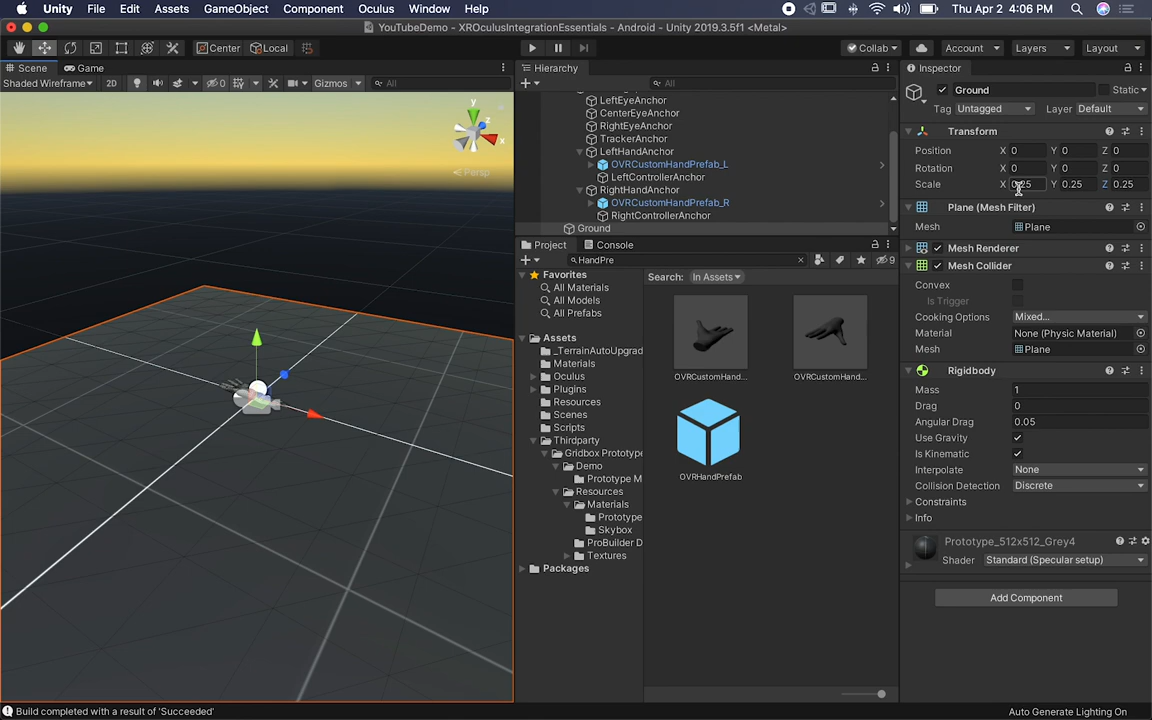 Unity File Edit Assets GameObject Component Oculus Window Help Thu Apr 2 4:06 PM
YouTubeDemo - XROculusIntegrationEssentials - Android - Unity 2019.3.5f1 <Metal>
Center Local Collab Account Layers Layout
Scene Game Hierarchy Inspector
Shaded Wireframe 2D 0 Gizmos All
All
Ground Static
Tag Untagged Layer Default
y
z
x
Persp
LeftEyeAnchor
CenterEyeAnchor
RightEyeAnchor
TrackerAnchor
LeftHandAnchor
OVRCustomHandPrefab_L
LeftControllerAnchor
RightHandAnchor
OVRCustomHandPrefab_R
RightControllerAnchor
Ground
Transform
Position X 0 Y 0 Z 0
Rotation X 0 Y 0 Z 0
Scale X 0.25 Y 0.25 Z 0.25
Plane (Mesh Filter)
Mesh Plane
Mesh Renderer
Mesh Collider
Convex
Is Trigger
Cooking Options Mixed...
Material None (Physic Material)
Mesh Plane
Rigidbody
Mass 1
Drag 0
Angular Drag 0.05
Use Gravity
Is Kinematic
Interpolate None
Collision Detection Discrete
Constraints
Info
Prototype_512x512_Grey4
Shader Standard (Specular setup)
Add Component
Project Console
HandPre 9
Favorites
All Materials
All Models
All Prefabs
Assets
_TerrainAutoUpgrad
Materials
Oculus
Plugins
Resources
Scenes
Scripts
Thirdparty
Gridbox Prototype
Demo
Prototype M
Resources
Materials
Prototype
Skybox
ProBuilder D
Textures
Packages
Search: In Assets
OVRCustomHand... OVRCustomHand...
OVRHandPrefab
Build completed with a result of 'Succeeded' Auto Generate Lighting On